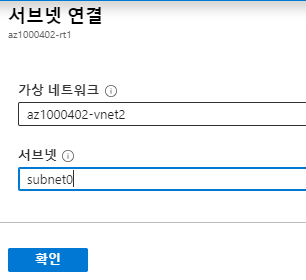 서브넷 연결
az1000402-rt1
가상 네트워크
az1000402-vnet2
서브넷
subnet0
확인